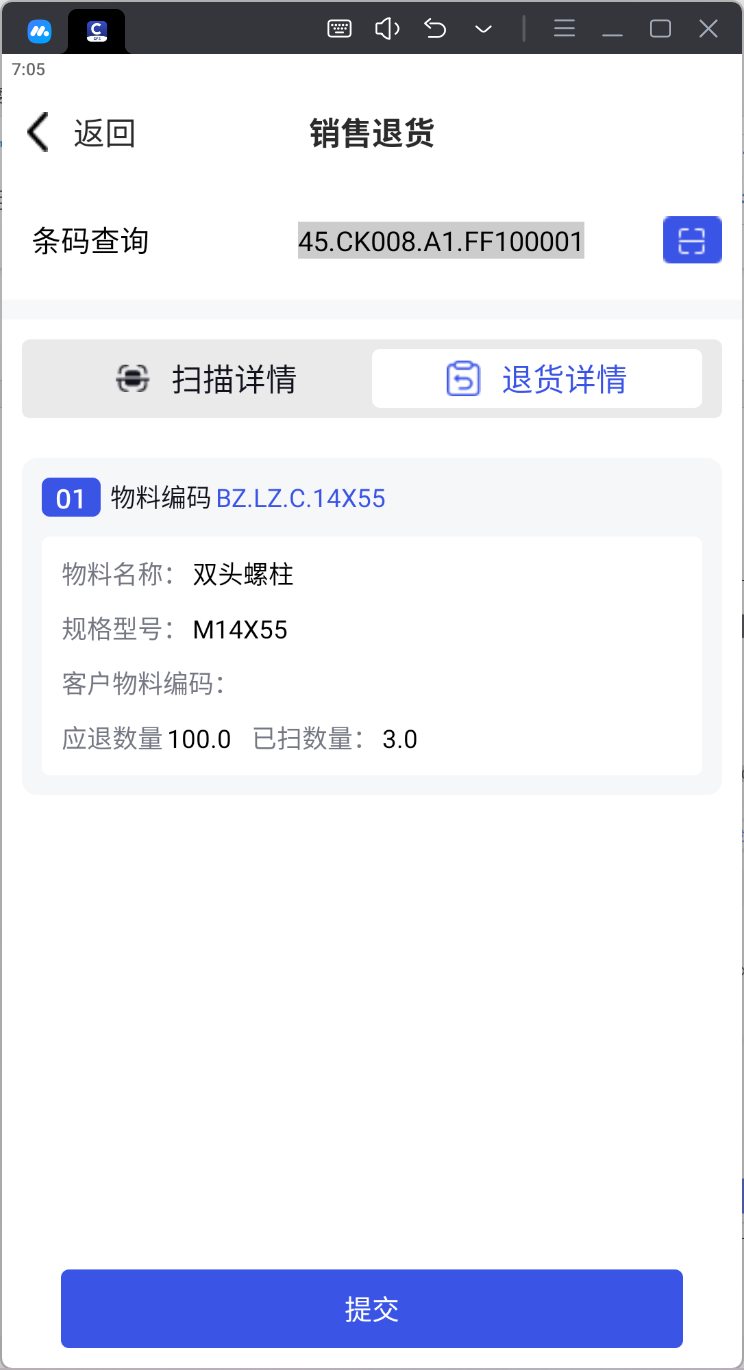 7:05
返回
销售退货
条码查询
45.CK008.A1.FF100001
扫描详情
退货详情
01 物料编码 BZ.LZ.C.14X55
物料名称： 双头螺柱
规格型号： M14X55
客户物料编码：
应退数量 100.0 已扫数量： 3.0
提交